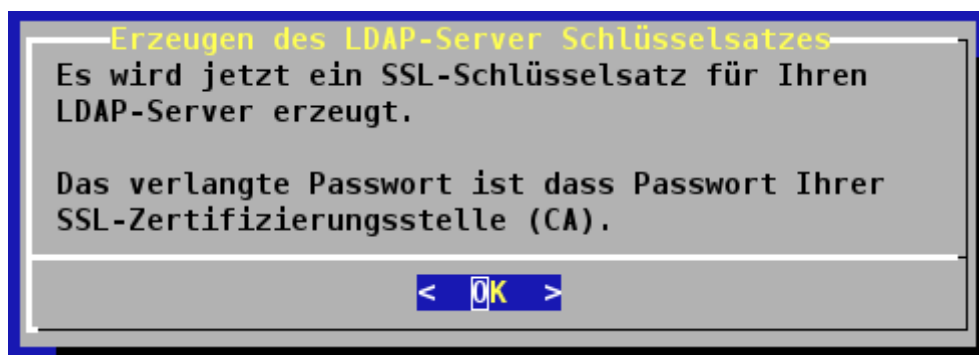 Erzeugen des LDAP-Server Schlüsselsatzes
Es wird jetzt ein SSL-Schlüsselsatz für Ihren
LDAP-Server erzeugt.
Das verlangte Passwort ist dass Passwort Ihrer
SSL-Zertifizierungsstelle (CA).
<  OK  >